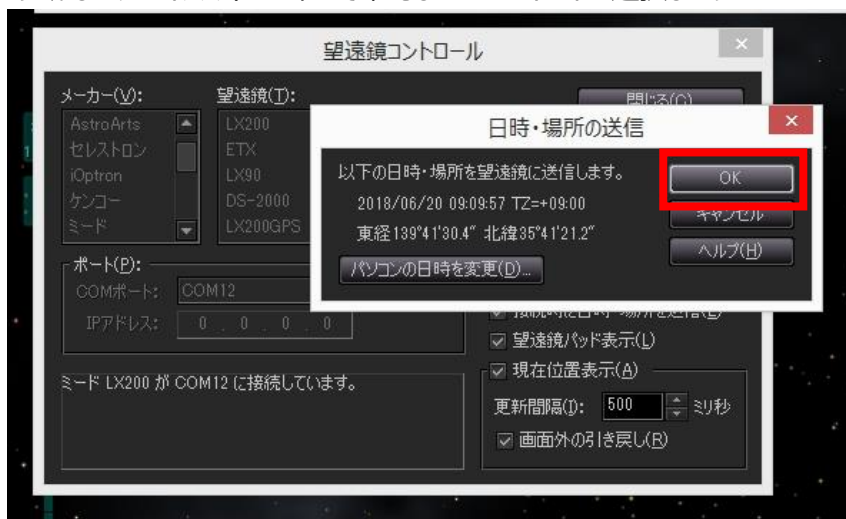 望遠鏡コントロール
メーカー(V):
AstroArts
セレストロン
iOptron
ケンコー
ミード
望遠鏡(T):
LX200
ETX
LX90
DS-2000
LX200GPS
閉じる(C)
日時・場所の送信
以下の日時・場所を望遠鏡に送信します。
2018/06/20 09:09:57 TZ=+09:00
東経139°41'30.4" 北緯35°41'21.2"
パソコンの日時を変更(D)...
OK
キャンセル
ヘルプ(H)
ポート(P):
COMポート: COM12
IPアドレス: 0 . 0 . 0 . 0
ミード LX200 が COM12 に接続しています。
望遠鏡パッド表示(L)
現在位置表示(A)
更新間隔(I): 500 ミリ秒
画面外の引き戻し(R)